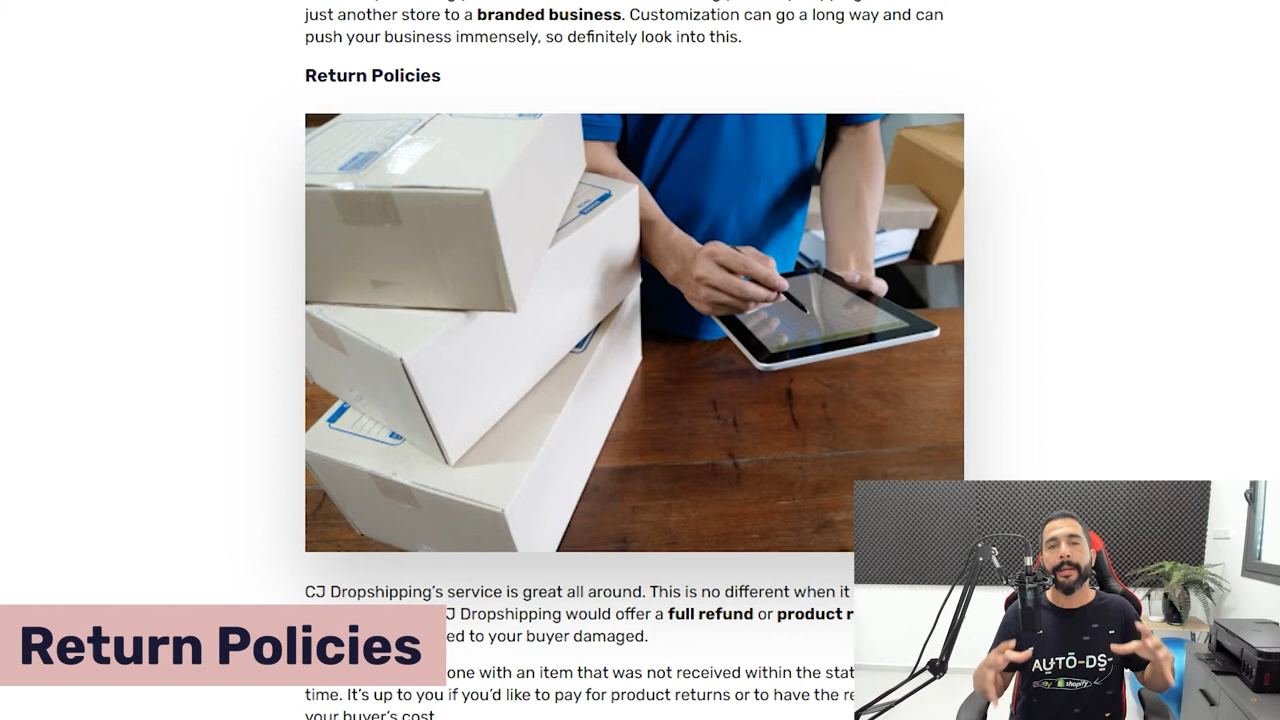 just another store to a branded business. Customization can go a long way and can
push your business immensely, so definitely look into this.
Return Policies
CJ Dropshipping's service is great all around. This is no different when it
J Dropshipping would offer a full refund or product r
ed to your buyer damaged.
one with an item that was not received within the stat
time. It's up to you if you'd like to pay for product returns or to have the re
your buyer's cost
Return Policies
AUTO-DS
ebay shopify